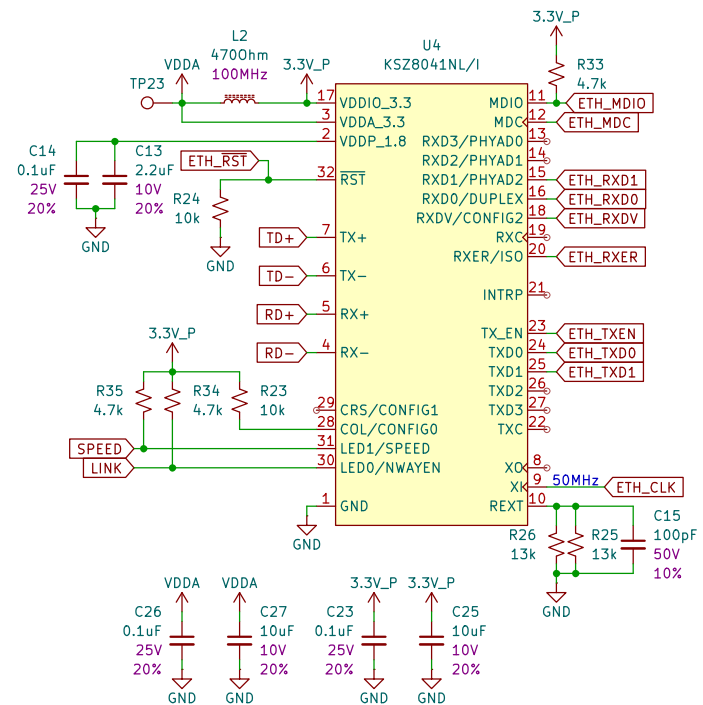 3.3V_P
L2
470Ohm
100MHz
VDDA
3.3V_P
TP23
U4
KSZ8041NL/I
R33
4.7k
17 VDDIO_3.3
3 VDDA_3.3
2 VDDP_1.8
32 RST
7 TX+
6 TX-
5 RX+
4 RX-
29 CRS/CONFIG1
28 COL/CONFIG0
31 LED1/SPEED
30 LED0/NWAYEN
1 GND
MDIO 11
MDC 12
RXD3/PHYAD0 13
RXD2/PHYAD1 14
RXD1/PHYAD2 15
RXD0/DUPLEX 16
RXDV/CONFIG2 18
RXC 19
RXER/ISO 20
INTRP 21
TX_EN 23
TXD0 24
TXD1 25
TXD2 26
TXD3 27
TXC 22
XO 8
XI 9
REXT 10
ETH_MDIO
ETH_MDC
ETH_RXD1
ETH_RXD0
ETH_RXDV
ETH_RXER
ETH_TXEN
ETH_TXD0
ETH_TXD1
50MHz
ETH_CLK
C14
0.1uF
25V
20%
C13
2.2uF
10V
20%
GND
ETH_RST
R24
10k
GND
TD+
TD-
RD+
RD-
3.3V_P
R35
4.7k
R34
4.7k
R23
10k
SPEED
LINK
GND
R26
13k
R25
13k
C15
100pF
50V
10%
GND
VDDA
C26
0.1uF
25V
20%
GND
VDDA
C27
10uF
10V
20%
GND
3.3V_P
C23
0.1uF
25V
20%
GND
3.3V_P
C25
10uF
10V
20%
GND